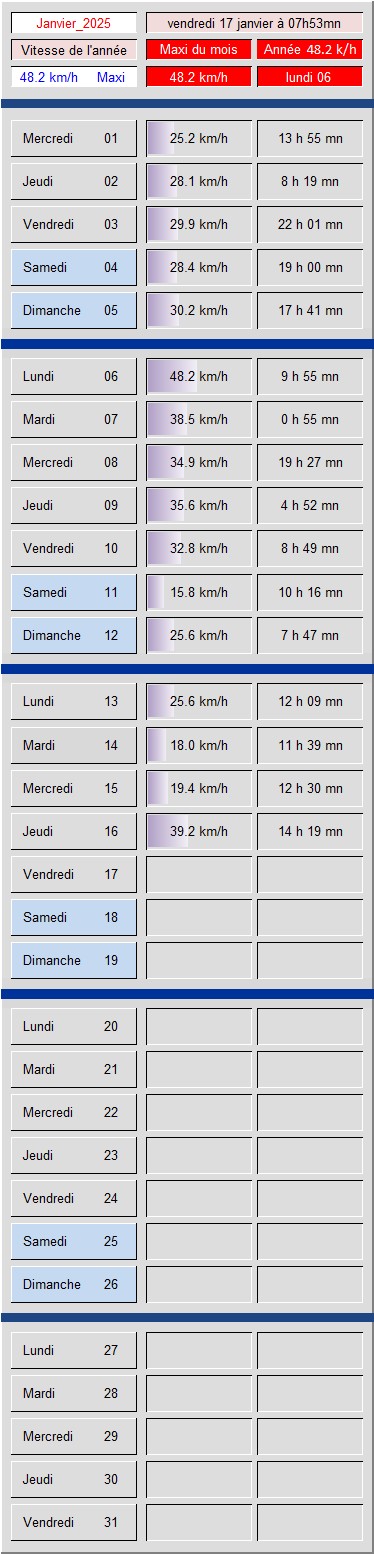 Janvier_2025 vendredi 17 janvier à 07h53mn
Vitesse de l'année Maxi du mois Année 48.2 k/h
48.2 km/h Maxi 48.2 km/h lundi 06
Mercredi 01 25.2 km/h 13 h 55 mn
Jeudi 02 28.1 km/h 8 h 19 mn
Vendredi 03 29.9 km/h 22 h 01 mn
Samedi 04 28.4 km/h 19 h 00 mn
Dimanche 05 30.2 km/h 17 h 41 mn
Lundi 06 48.2 km/h 9 h 55 mn
Mardi 07 38.5 km/h 0 h 55 mn
Mercredi 08 34.9 km/h 19 h 27 mn
Jeudi 09 35.6 km/h 4 h 52 mn
Vendredi 10 32.8 km/h 8 h 49 mn
Samedi 11 15.8 km/h 10 h 16 mn
Dimanche 12 25.6 km/h 7 h 47 mn
Lundi 13 25.6 km/h 12 h 09 mn
Mardi 14 18.0 km/h 11 h 39 mn
Mercredi 15 19.4 km/h 12 h 30 mn
Jeudi 16 39.2 km/h 14 h 19 mn
Vendredi 17
Samedi 18
Dimanche 19
Lundi 20
Mardi 21
Mercredi 22
Jeudi 23
Vendredi 24
Samedi 25
Dimanche 26
Lundi 27
Mardi 28
Mercredi 29
Jeudi 30
Vendredi 31